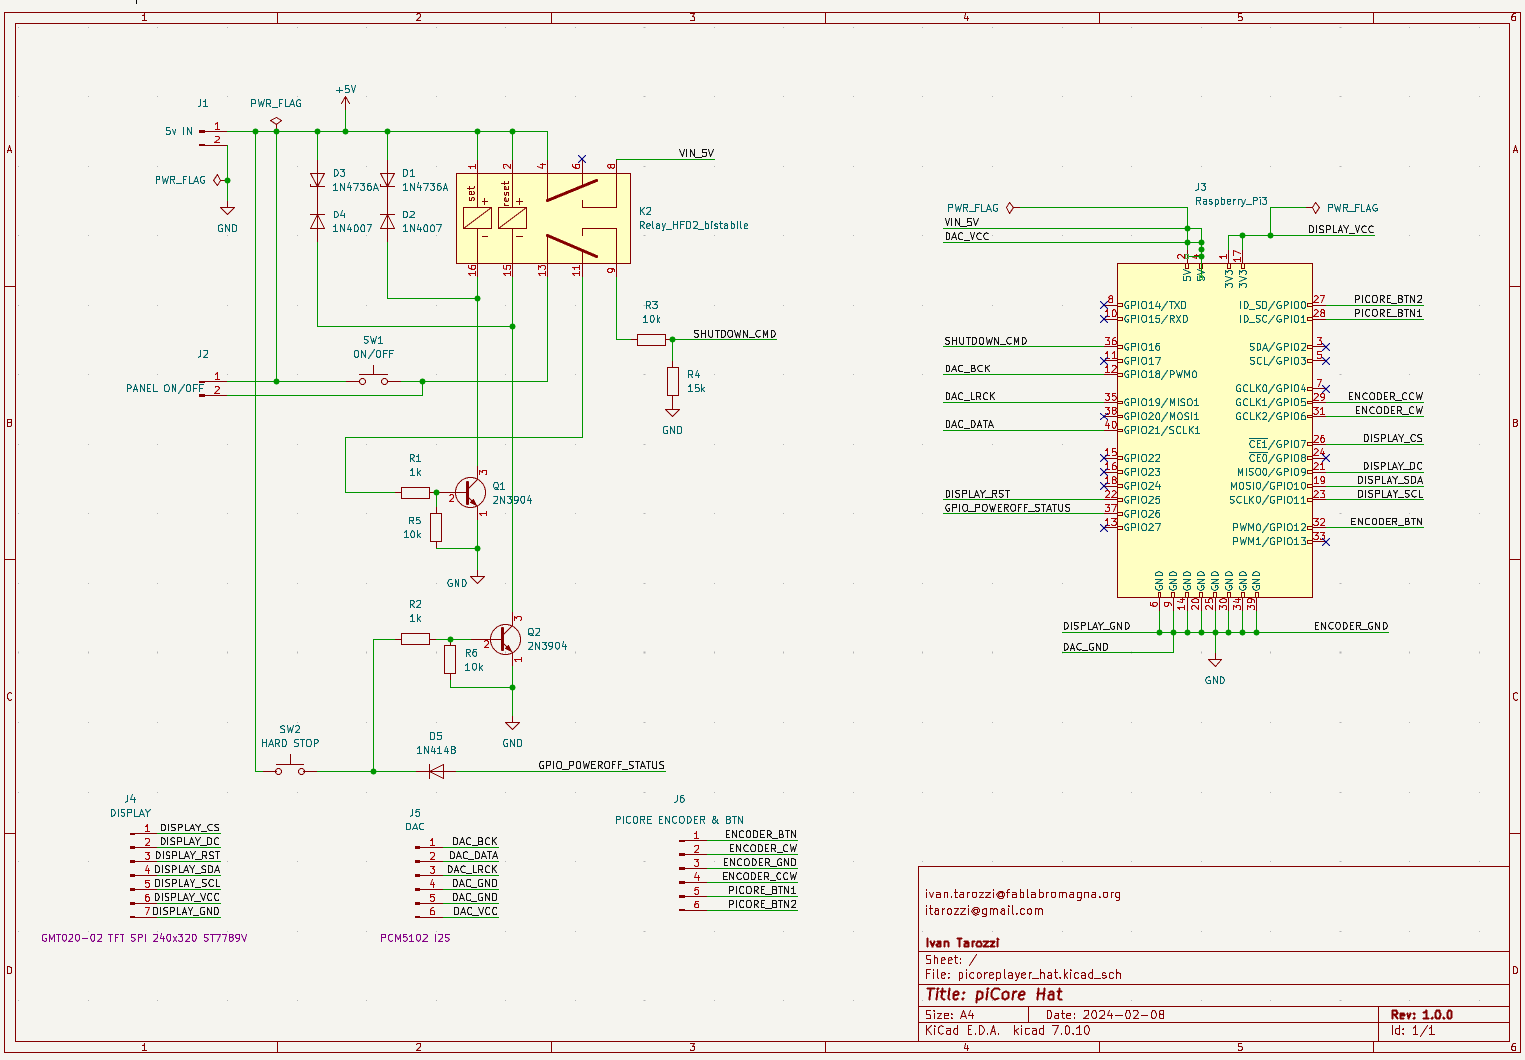 1
2
3
4
5
6
A
B
C
D
A
B
C
D
J1
5v IN
1
2
PWR_FLAG
+5V
PWR_FLAG
GND
D3
1N4736A
D1
1N4736A
D4
1N4007
D2
1N4007
1
2
4
6
8
set
reset
+
+
-
-
16
15
13
11
9
K2
Relay_HFD2_bistabile
VIN_5V
R3
10k
SHUTDOWN_CMD
R4
15k
GND
SW1
ON/OFF
J2
1
PANEL ON/OFF
2
R1
1k
3
Q1
2
2N3904
1
R5
10k
GND
R2
1k
3
Q2
2
2N3904
1
R6
10k
GND
SW2
HARD STOP
D5
1N414B
GPIO_POWEROFF_STATUS
J3
Raspberry_Pi3
PWR_FLAG
PWR_FLAG
VIN_5V
DISPLAY_VCC
DAC_VCC
2
4
1
17
5V
5V
3V3
3V3
8
GPIO14/TXD
10
GPIO15/RXD
SHUTDOWN_CMD
36
GPIO16
11
GPIO17
DAC_BCK
12
GPIO18/PWM0
DAC_LRCK
35
GPIO19/MISO1
38
GPIO20/MOSI1
DAC_DATA
40
GPIO21/SCLK1
15
GPIO22
16
GPIO23
18
GPIO24
DISPLAY_RST
22
GPIO25
GPIO_POWEROFF_STATUS
37
GPIO26
13
GPIO27
ID_SD/GPIO0
27
PICORE_BTN2
ID_SC/GPIO1
28
PICORE_BTN1
SDA/GPIO2
3
SCL/GPIO3
5
GCLK0/GPIO4
7
GCLK1/GPIO5
29
ENCODER_CCW
GCLK2/GPIO6
31
ENCODER_CW
CE1/GPIO7
26
DISPLAY_CS
CE0/GPIO8
24
MISO0/GPIO9
21
DISPLAY_DC
MOSI0/GPIO10
19
DISPLAY_SDA
SCLK0/GPIO11
23
DISPLAY_SCL
PWM0/GPIO12
32
ENCODER_BTN
PWM1/GPIO13
33
GND
GND
GND
GND
GND
GND
GND
GND
6
9
14
20
25
30
34
39
DISPLAY_GND
ENCODER_GND
DAC_GND
GND
J4
DISPLAY
1 DISPLAY_CS
2 DISPLAY_DC
3 DISPLAY_RST
4 DISPLAY_SDA
5 DISPLAY_SCL
6 DISPLAY_VCC
7 DISPLAY_GND
GMT020-02 TFT SPI 240x320 ST7789V
J5
DAC
1 DAC_BCK
2 DAC_DATA
3 DAC_LRCK
4 DAC_GND
5 DAC_GND
6 DAC_VCC
PCM5102 I2S
J6
PICORE ENCODER & BTN
1 ENCODER_BTN
2 ENCODER_CW
3 ENCODER_GND
4 ENCODER_CCW
5 PICORE_BTN1
6 PICORE_BTN2
ivan.tarozzi@fablabromagna.org
itarozzi@gmail.com
Ivan Tarozzi
Sheet: /
File: picoreplayer_hat.kicad_sch
Title: piCore Hat
Size: A4
Date: 2024-02-08
Rev: 1.0.0
KiCad E.D.A. kicad 7.0.10
Id: 1/1
1
2
3
4
5
6